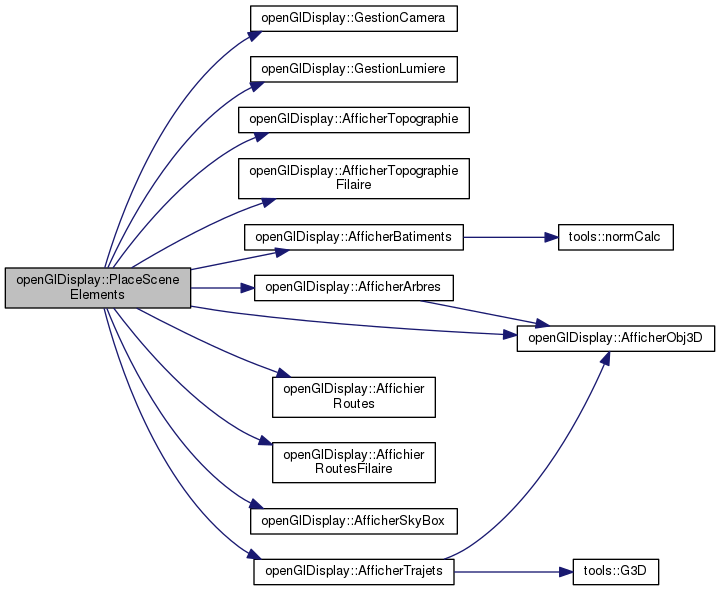 openGlDisplay::GestionCamera
openGlDisplay::GestionLumiere
openGlDisplay::AfficherTopographie
openGlDisplay::AfficherTopographie
Filaire
openGlDisplay::AfficherBatiments
tools::normCalc
openGlDisplay::PlaceScene
Elements
openGlDisplay::AfficherArbres
openGlDisplay::AfficherObj3D
openGlDisplay::Affichier
Routes
openGlDisplay::Affichier
RoutesFilaire
openGlDisplay::AfficherSkyBox
openGlDisplay::AfficherTrajets
tools::G3D